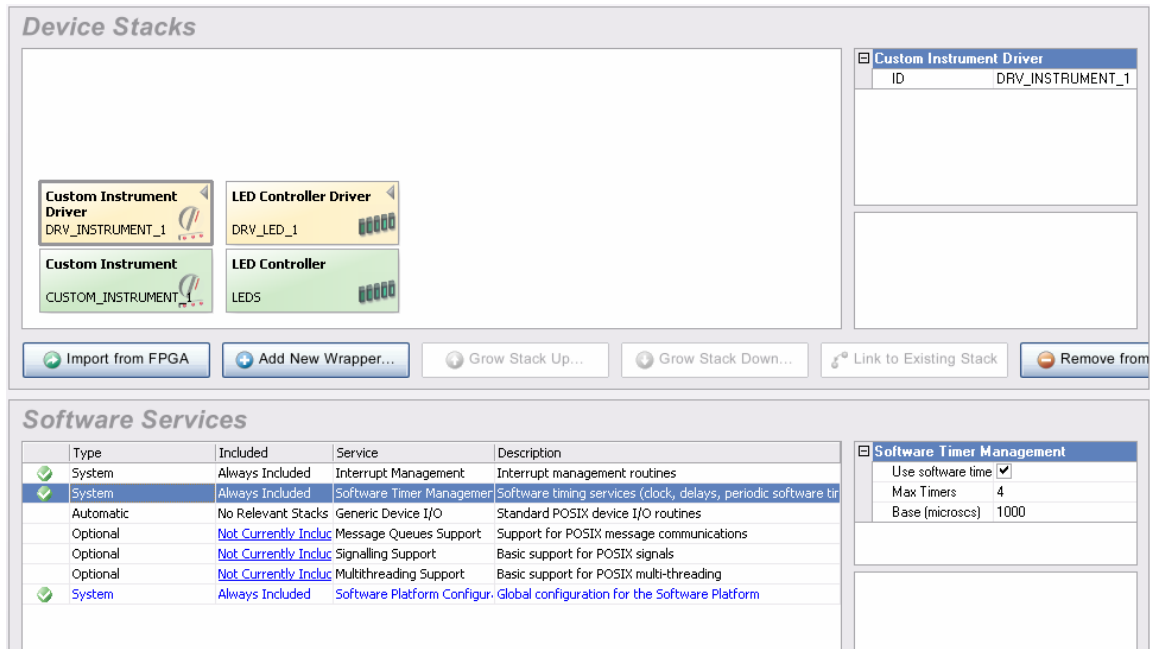 Device Stacks
Custom Instrument Driver
ID DRV_INSTRUMENT_1
Custom Instrument
Driver
DRV_INSTRUMENT_1
LED Controller Driver
DRV_LED_1
Custom Instrument
CUSTOM_INSTRUMENT_1
LED Controller
LEDS
Import from FPGA
Add New Wrapper...
Grow Stack Up...
Grow Stack Down...
Link to Existing Stack
Remove from
Software Services
Type Included Service Description
System Always Included Interrupt Management Interrupt management routines
System Always Included Software Timer Managemer Software timing services (clock, delays, periodic software tir
Automatic No Relevant Stacks Generic Device I/O Standard POSIX device I/O routines
Optional Not Currently Incluc Message Queues Support Support for POSIX message communications
Optional Not Currently Incluc Signalling Support Basic support for POSIX signals
Optional Not Currently Incluc Multithreading Support Basic support for POSIX multi-threading
System Always Included Software Platform Configur. Global configuration for the Software Platform
Software Timer Management
Use software time
Max Timers 4
Base (microscs) 1000